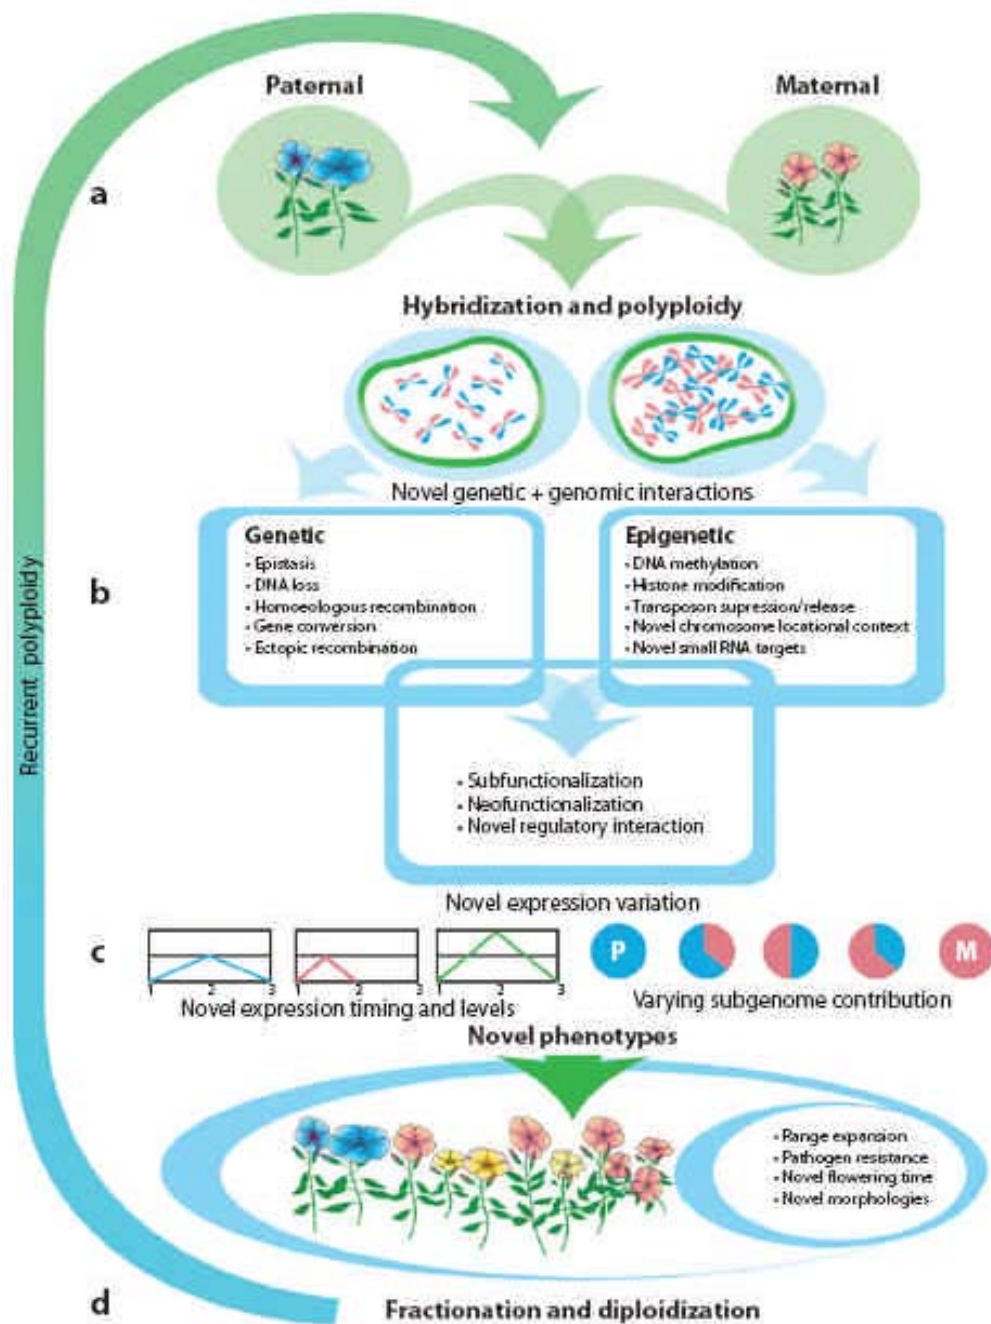 Paternal
Maternal
a
Hybridization and polyploidy
Novel genetic + genomic interactions
b
Genetic
• Epistasis
• DNA loss
• Homoeologous recombination
• Gene conversion
• Ectopic recombination
Epigenetic
• DNA methylation
• Histone modification
• Transposon supression/release
• Novel chromosome locational context
• Novel small RNA targets
• Subfunctionalization
• Neofunctionalization
• Novel regulatory interaction
Recurrent polyploidy
Novel expression variation
c
1 2 3
1 2 3
1 2 3
P
M
Novel expression timing and levels
Varying subgenome contribution
Novel phenotypes
• Range expansion
• Pathogen resistance
• Novel flowering time
• Novel morphologies
d
Fractionation and diploidization